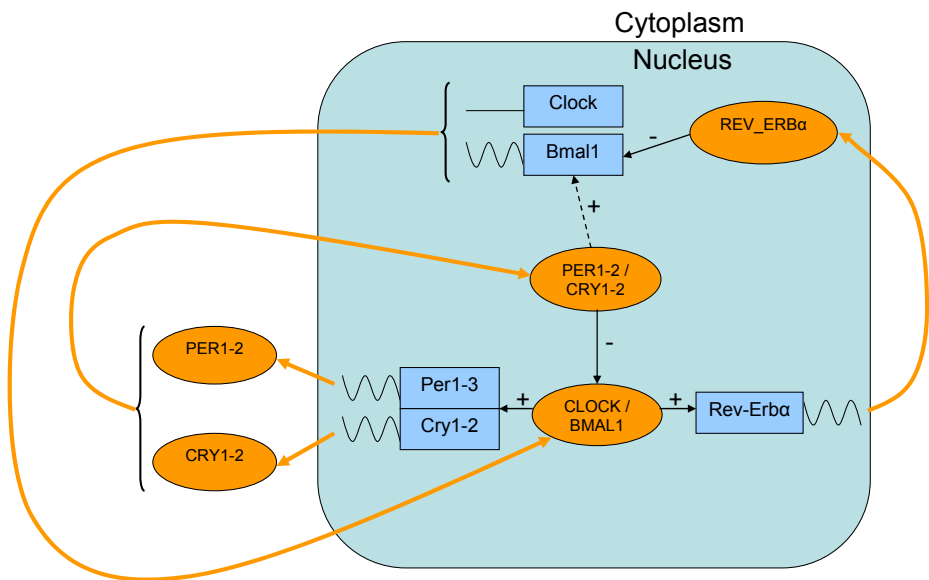 Cytoplasm
Nucleus
Clock
REV_ERBα
-
Bmal1
+
PER1-2 /
CRY1-2
-
PER1-2
Per1-3
+
CLOCK /
BMAL1
+
Rev-Erbα
Cry1-2
CRY1-2